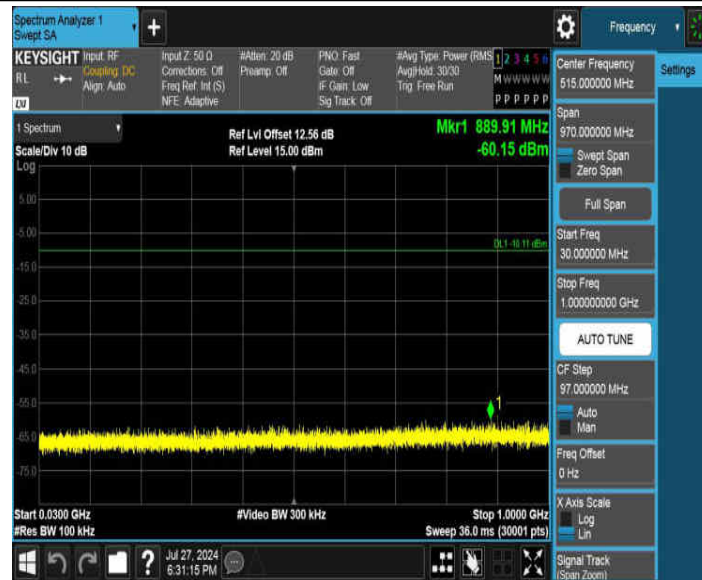 Spectrum Analyzer 1
Swept SA
+
Frequency
KEYSIGHT
RL
LXI
Input: RF
Coupling: DC
Align: Auto
Input Z: 50 Ω
Corrections: Off
Freq Ref: Int (S)
NFE: Adaptive
#Atten: 20 dB
Preamp: Off
PNO: Fast
Gate: Off
IF Gain: Low
Sig Track: Off
#Avg Type: Power (RMS
Avg|Hold: 30/30
Trig: Free Run
1 2 3 4 5 6
M W W W W W
P P P P P P
1 Spectrum
Scale/Div 10 dB
Log
Ref Lvl Offset 12.56 dB
Ref Level 15.00 dBm
Mkr1 889.91 MHz
-60.15 dBm
5.00
-5.00
-15.0
-25.0
-35.0
-45.0
-55.0
-65.0
-75.0
DL1 -10.11 dBm
1
Start 0.0300 GHz
#Res BW 100 kHz
#Video BW 300 kHz
Stop 1.0000 GHz
Sweep 36.0 ms (30001 pts)
Jul 27, 2024
6:31:15 PM
Center Frequency
515.000000 MHz
Settings
Span
970.000000 MHz
Swept Span
Zero Span
Full Span
Start Freq
30.000000 MHz
Stop Freq
1.000000000 GHz
AUTO TUNE
CF Step
97.000000 MHz
Auto
Man
Freq Offset
0 Hz
X Axis Scale
Log
Lin
Signal Track
(Span Zoom)